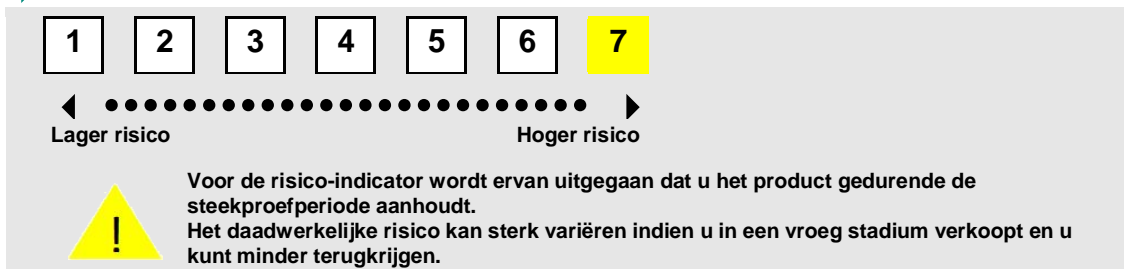 1 2 3 4 5 6 7
Lager risico Hoger risico
! Voor de risico-indicator wordt ervan uitgegaan dat u het product gedurende de
steekproefperiode aanhoudt.
Het daadwerkelijke risico kan sterk variëren indien u in een vroeg stadium verkoopt en u
kunt minder terugkrijgen.